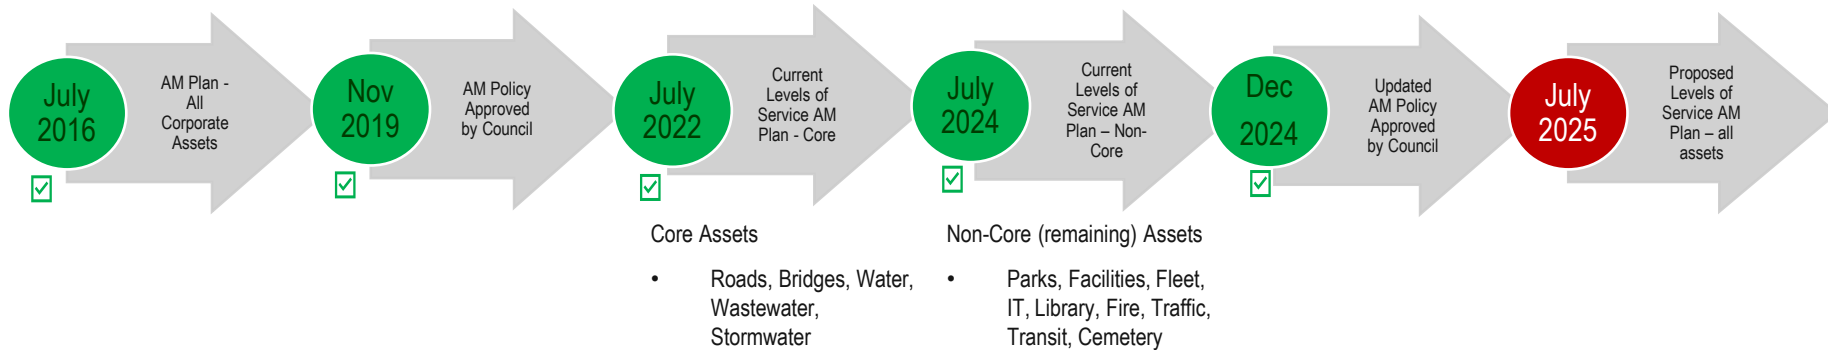 July
2016
AM Plan -
All
Corporate
Assets
Nov
2019
AM Policy
Approved
by Council
July
2022
Current
Levels of
Service AM
Plan - Core
July
2024
Current
Levels of
Service AM
Plan – Non-
Core
Dec
2024
Updated
AM Policy
Approved
by Council
July
2025
Proposed
Levels of
Service AM
Plan – all
assets
Core Assets
• Roads, Bridges, Water,
Wastewater,
Stormwater
Non-Core (remaining) Assets
• Parks, Facilities, Fleet,
IT, Library, Fire, Traffic,
Transit, Cemetery